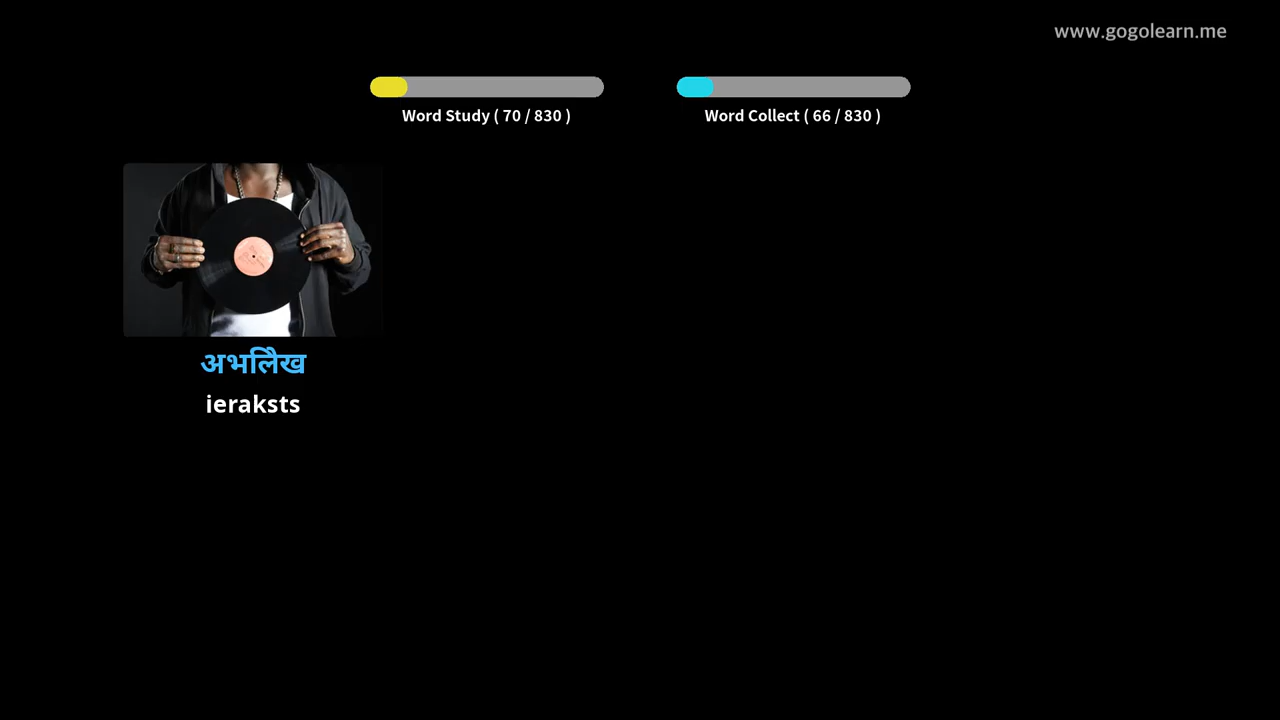 www.gogolearn.me
Word Study ( 70 / 830 )
Word Collect ( 66 / 830 )
अभिलेख
ieraksts